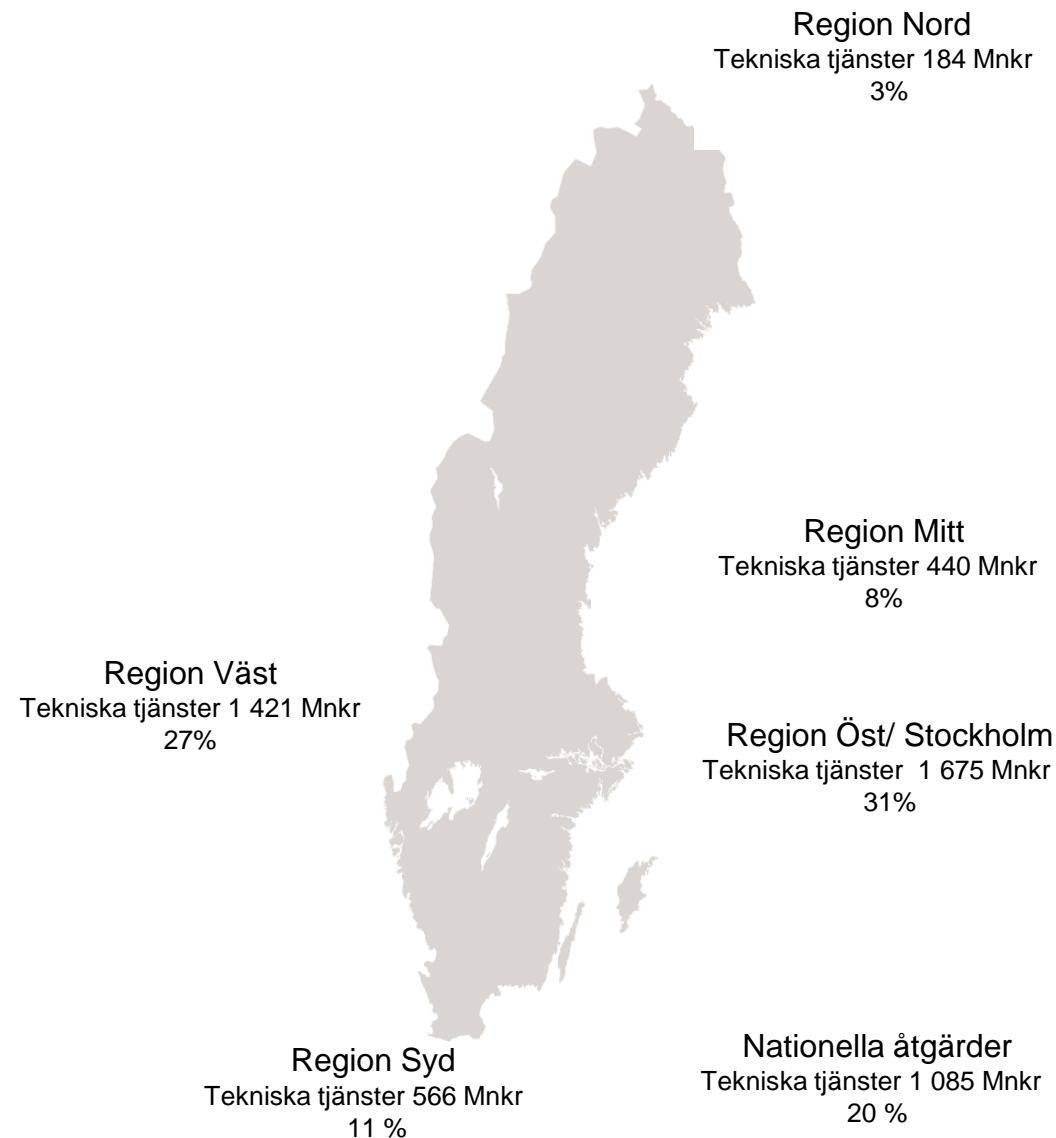 Region Nord
Tekniska tjänster 184 Mnkr
3%
Region Mitt
Tekniska tjänster 440 Mnkr
8%
Region Väst
Tekniska tjänster 1 421 Mnkr
27%
Region Öst/ Stockholm
Tekniska tjänster 1 675 Mnkr
31%
Region Syd
Tekniska tjänster 566 Mnkr
11 %
Nationella åtgärder
Tekniska tjänster 1 085 Mnkr
20 %